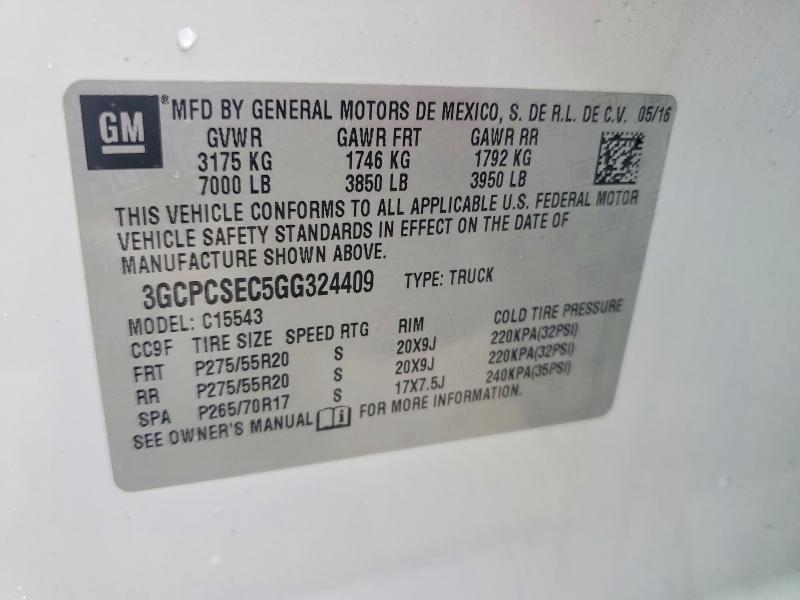 GM ® MFD BY GENERAL MOTORS DE MEXICO, S. DE R.L. DE C.V. 05/16
GVWR GAWR FRT GAWR RR
3175 KG 1746 KG 1792 KG
7000 LB 3850 LB 3950 LB
THIS VEHICLE CONFORMS TO ALL APPLICABLE U.S. FEDERAL MOTOR
VEHICLE SAFETY STANDARDS IN EFFECT ON THE DATE OF
MANUFACTURE SHOWN ABOVE.
3GCPCSEC5GG324409 TYPE: TRUCK
MODEL: C15543
CC9F TIRE SIZE SPEED RTG RIM COLD TIRE PRESSURE
FRT P275/55R20 S 20X9J 220KPA(32PSI)
RR P275/55R20 S 20X9J 220KPA(32PSI)
SPA P265/70R17 S 17X7.5J 240KPA(35PSI)
SEE OWNER'S MANUAL FOR MORE INFORMATION.